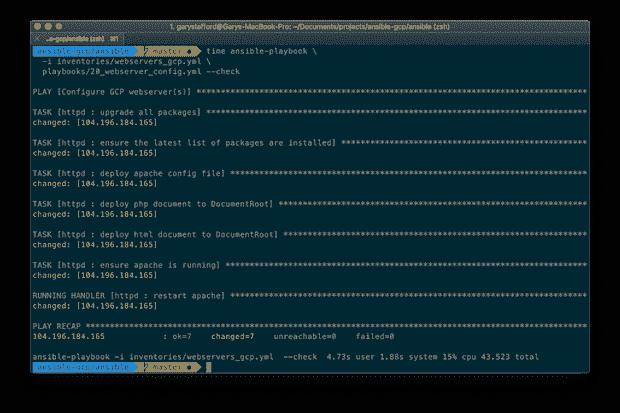 1. garystafford@Garys-MacBook-Pro: ~/Documents/projects/ansible-gcp/ansible (zsh)
..e-gcp/ansible (zsh)
ansible-gcp/ansible master ● time ansible-playbook \
-i inventories/webservers_gcp.yml \
playbooks/20_webserver_config.yml --check
PLAY [Configure GCP webserver(s)] ****
TASK [httpd : upgrade all packages] ****
changed: [104.196.184.165]
TASK [httpd : ensure the latest list of packages are installed] ****
changed: [104.196.184.165]
TASK [httpd : deploy apache config file] ****
changed: [104.196.184.165]
TASK [httpd : deploy php document to DocumentRoot] ****
changed: [104.196.184.165]
TASK [httpd : deploy html document to DocumentRoot] ****
changed: [104.196.184.165]
TASK [httpd : ensure apache is running] ****
changed: [104.196.184.165]
RUNNING HANDLER [httpd : restart apache] ****
changed: [104.196.184.165]
PLAY RECAP ****
104.196.184.165 : ok=7 changed=7 unreachable=0 failed=0
ansible-playbook -i inventories/webservers_gcp.yml --check 4.73s user 1.88s system 15% cpu 43.523 total
ansible-gcp/ansible master ●